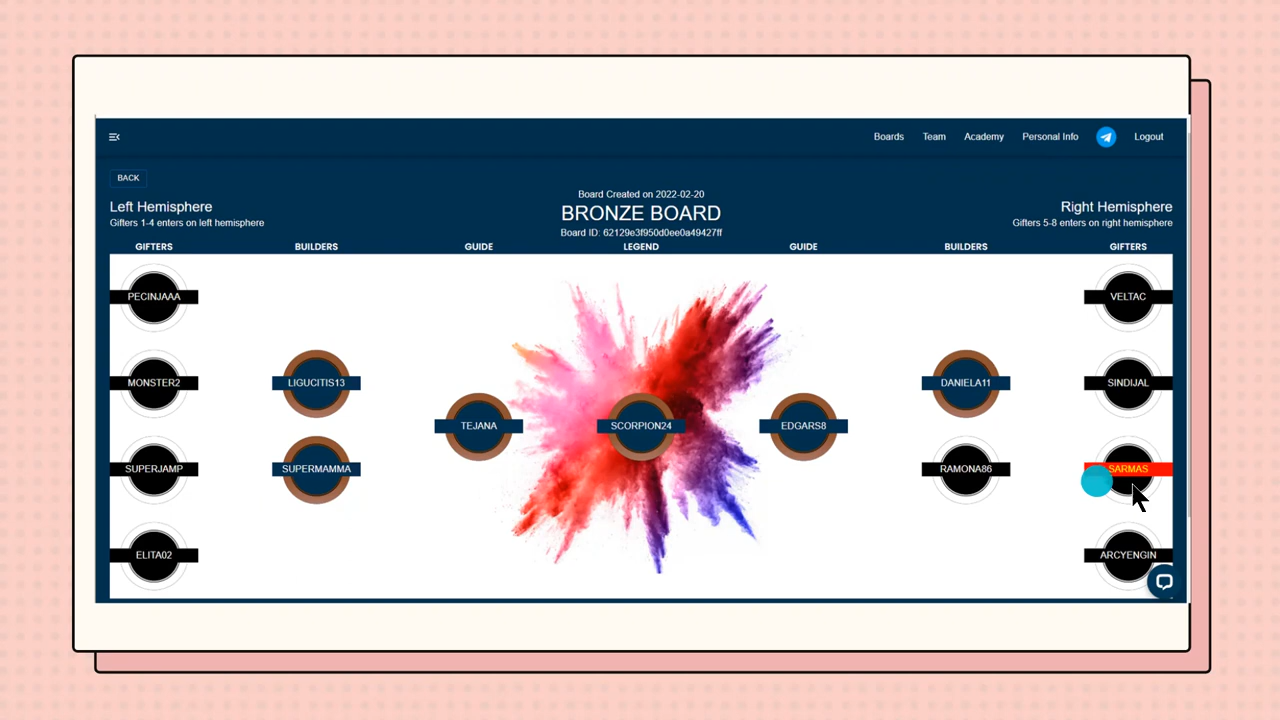 Boards Team Academy Personal Info Logout
BACK
Left Hemisphere
Gifters 1-4 enters on left hemisphere
Board Created on 2022-02-20
BRONZE BOARD
Board ID: 62129e3f950d0ee0a49427ff
Right Hemisphere
Gifters 5-8 enters on right hemisphere
GIFTERS BUILDERS GUIDE LEGEND GUIDE BUILDERS GIFTERS
PECINJAAA VELTAC
MONSTER2 LIGUCITIS13 DANIELA11 SINDIJAL
TEJANA SCORPION24 EDGARS8
SUPERJAMP SUPERMAMMA RAMONA86 SARMAS
ELITA02 ARCYENGIN